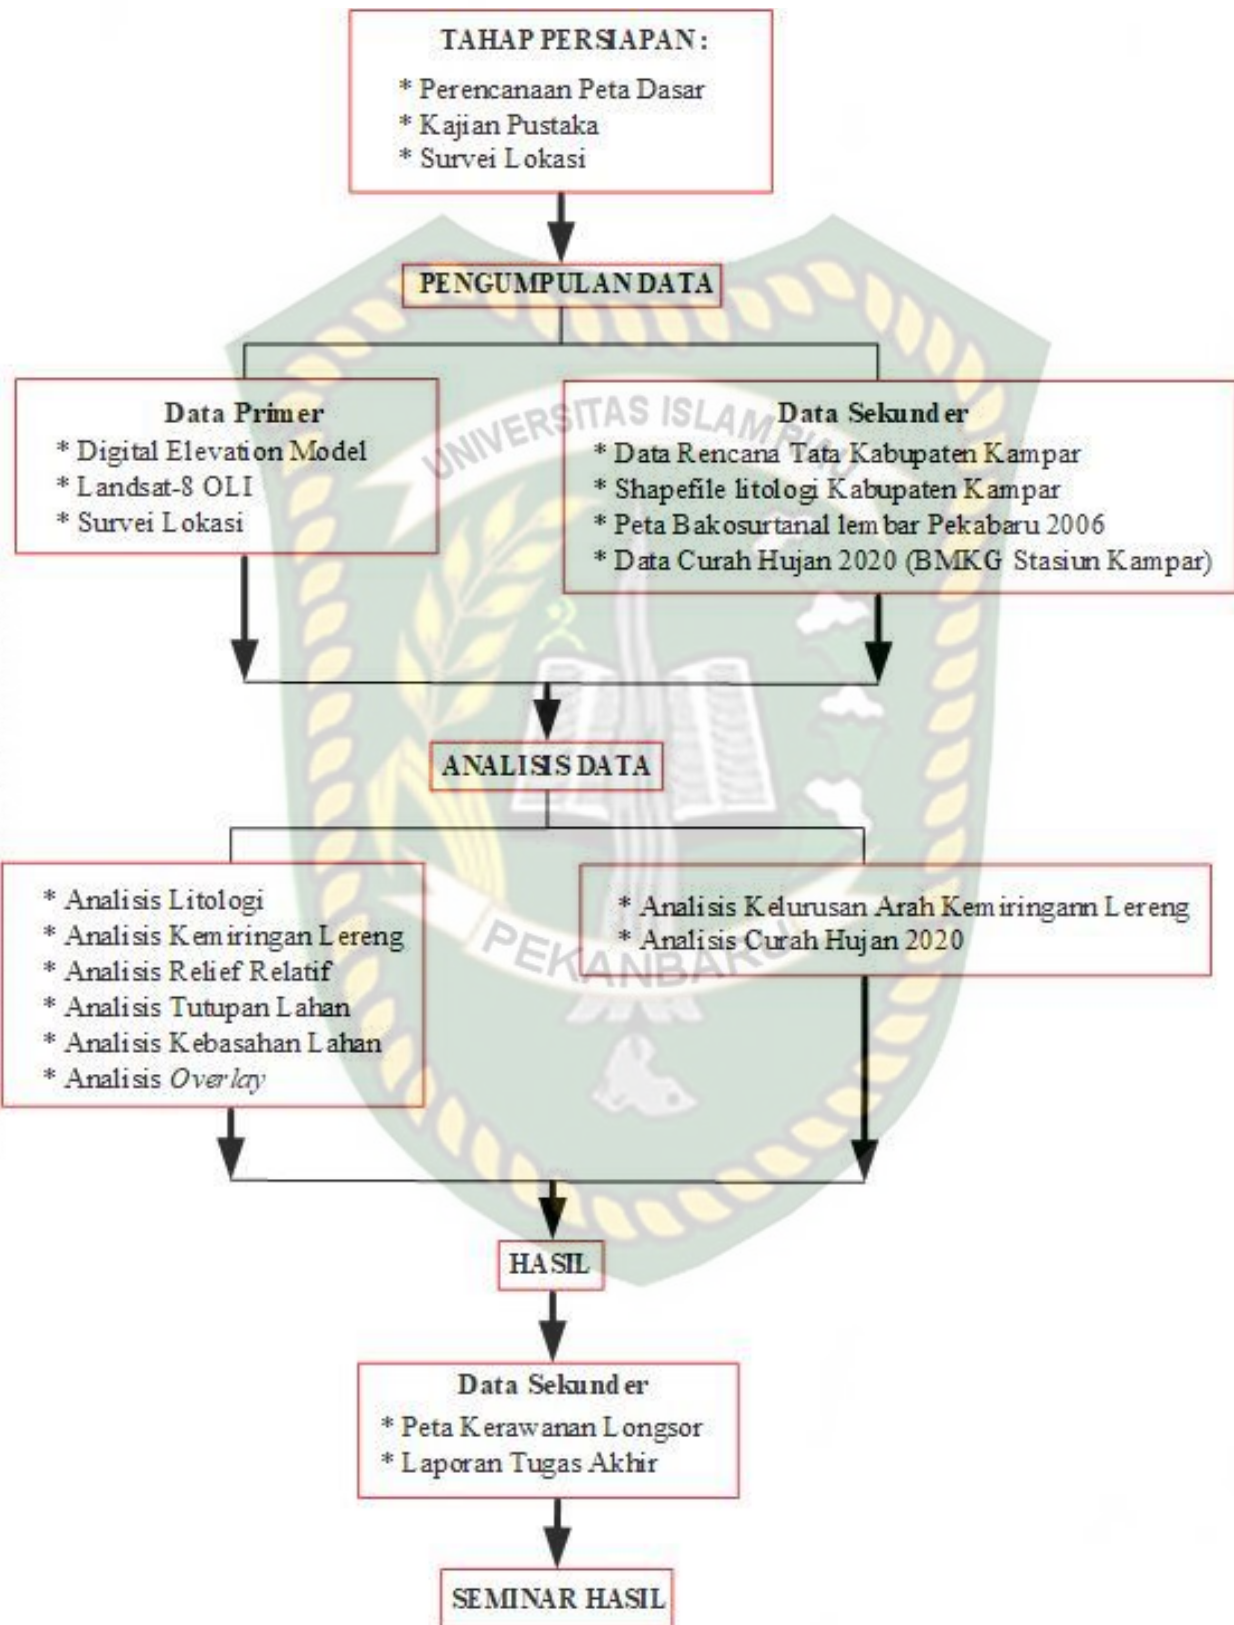 TAHAP PERSIAPAN :
* Perencanaan Peta Dasar
* Kajian Pustaka
* Survei Lokasi
PENGUMPULAN DATA
Data Primer
* Digital Elevation Model
* Landsat-8 OLI
* Survei Lokasi
Data Sekunder
* Data Rencana Tata Kabupaten Kampar
* Shapefile litologi Kabupaten Kampar
* Peta Bakosurtanal lembar Pekabaru 2006
* Data Curah Hujan 2020 (BMKG Stasiun Kampar)
UNIVERSITAS ISLAM RIAU
ANALISIS DATA
* Analisis Litologi
* Analisis Kemiringan Lereng
* Analisis Relief Relatif
* Analisis Tutupan Lahan
* Analisis Kebasahan Lahan
* Analisis Overlay
* Analisis Kelurusan Arah Kemiringann Lereng
* Analisis Curah Hujan 2020
PEKANBARU
HASIL
Data Sekunder
* Peta Kerawanan Longsor
* Laporan Tugas Akhir
SEMINAR HASIL